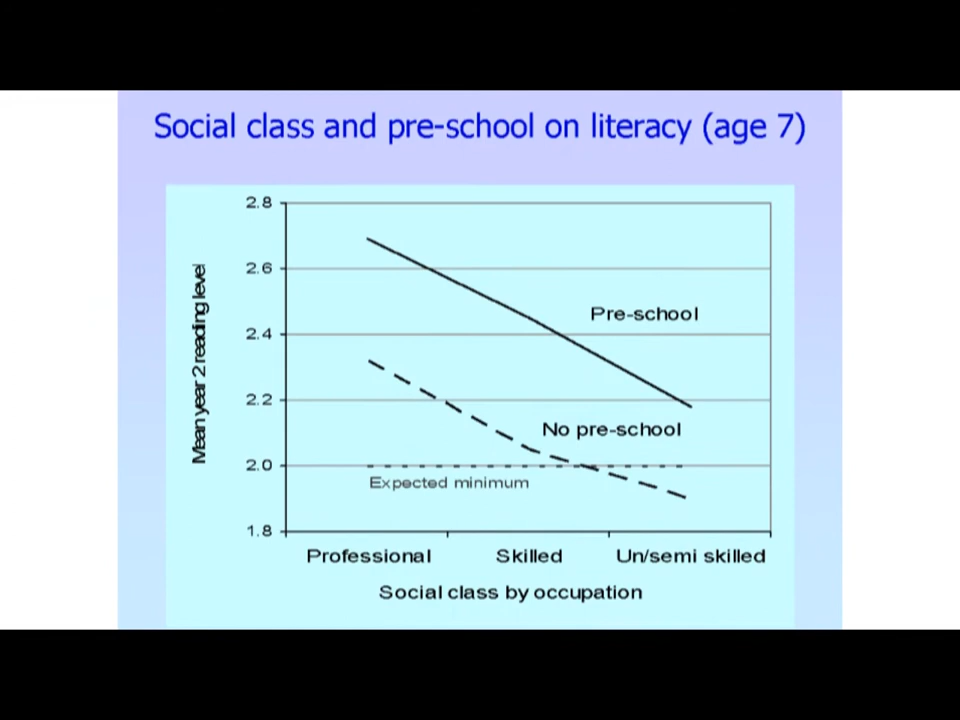 Social class and pre-school on literacy (age 7)
2.8
2.6
2.4
2.2
2.0
1.8
Mean year 2 reading level
Pre-school
No pre-school
Expected minimum
Professional Skilled Un/semi skilled
Social class by occupation